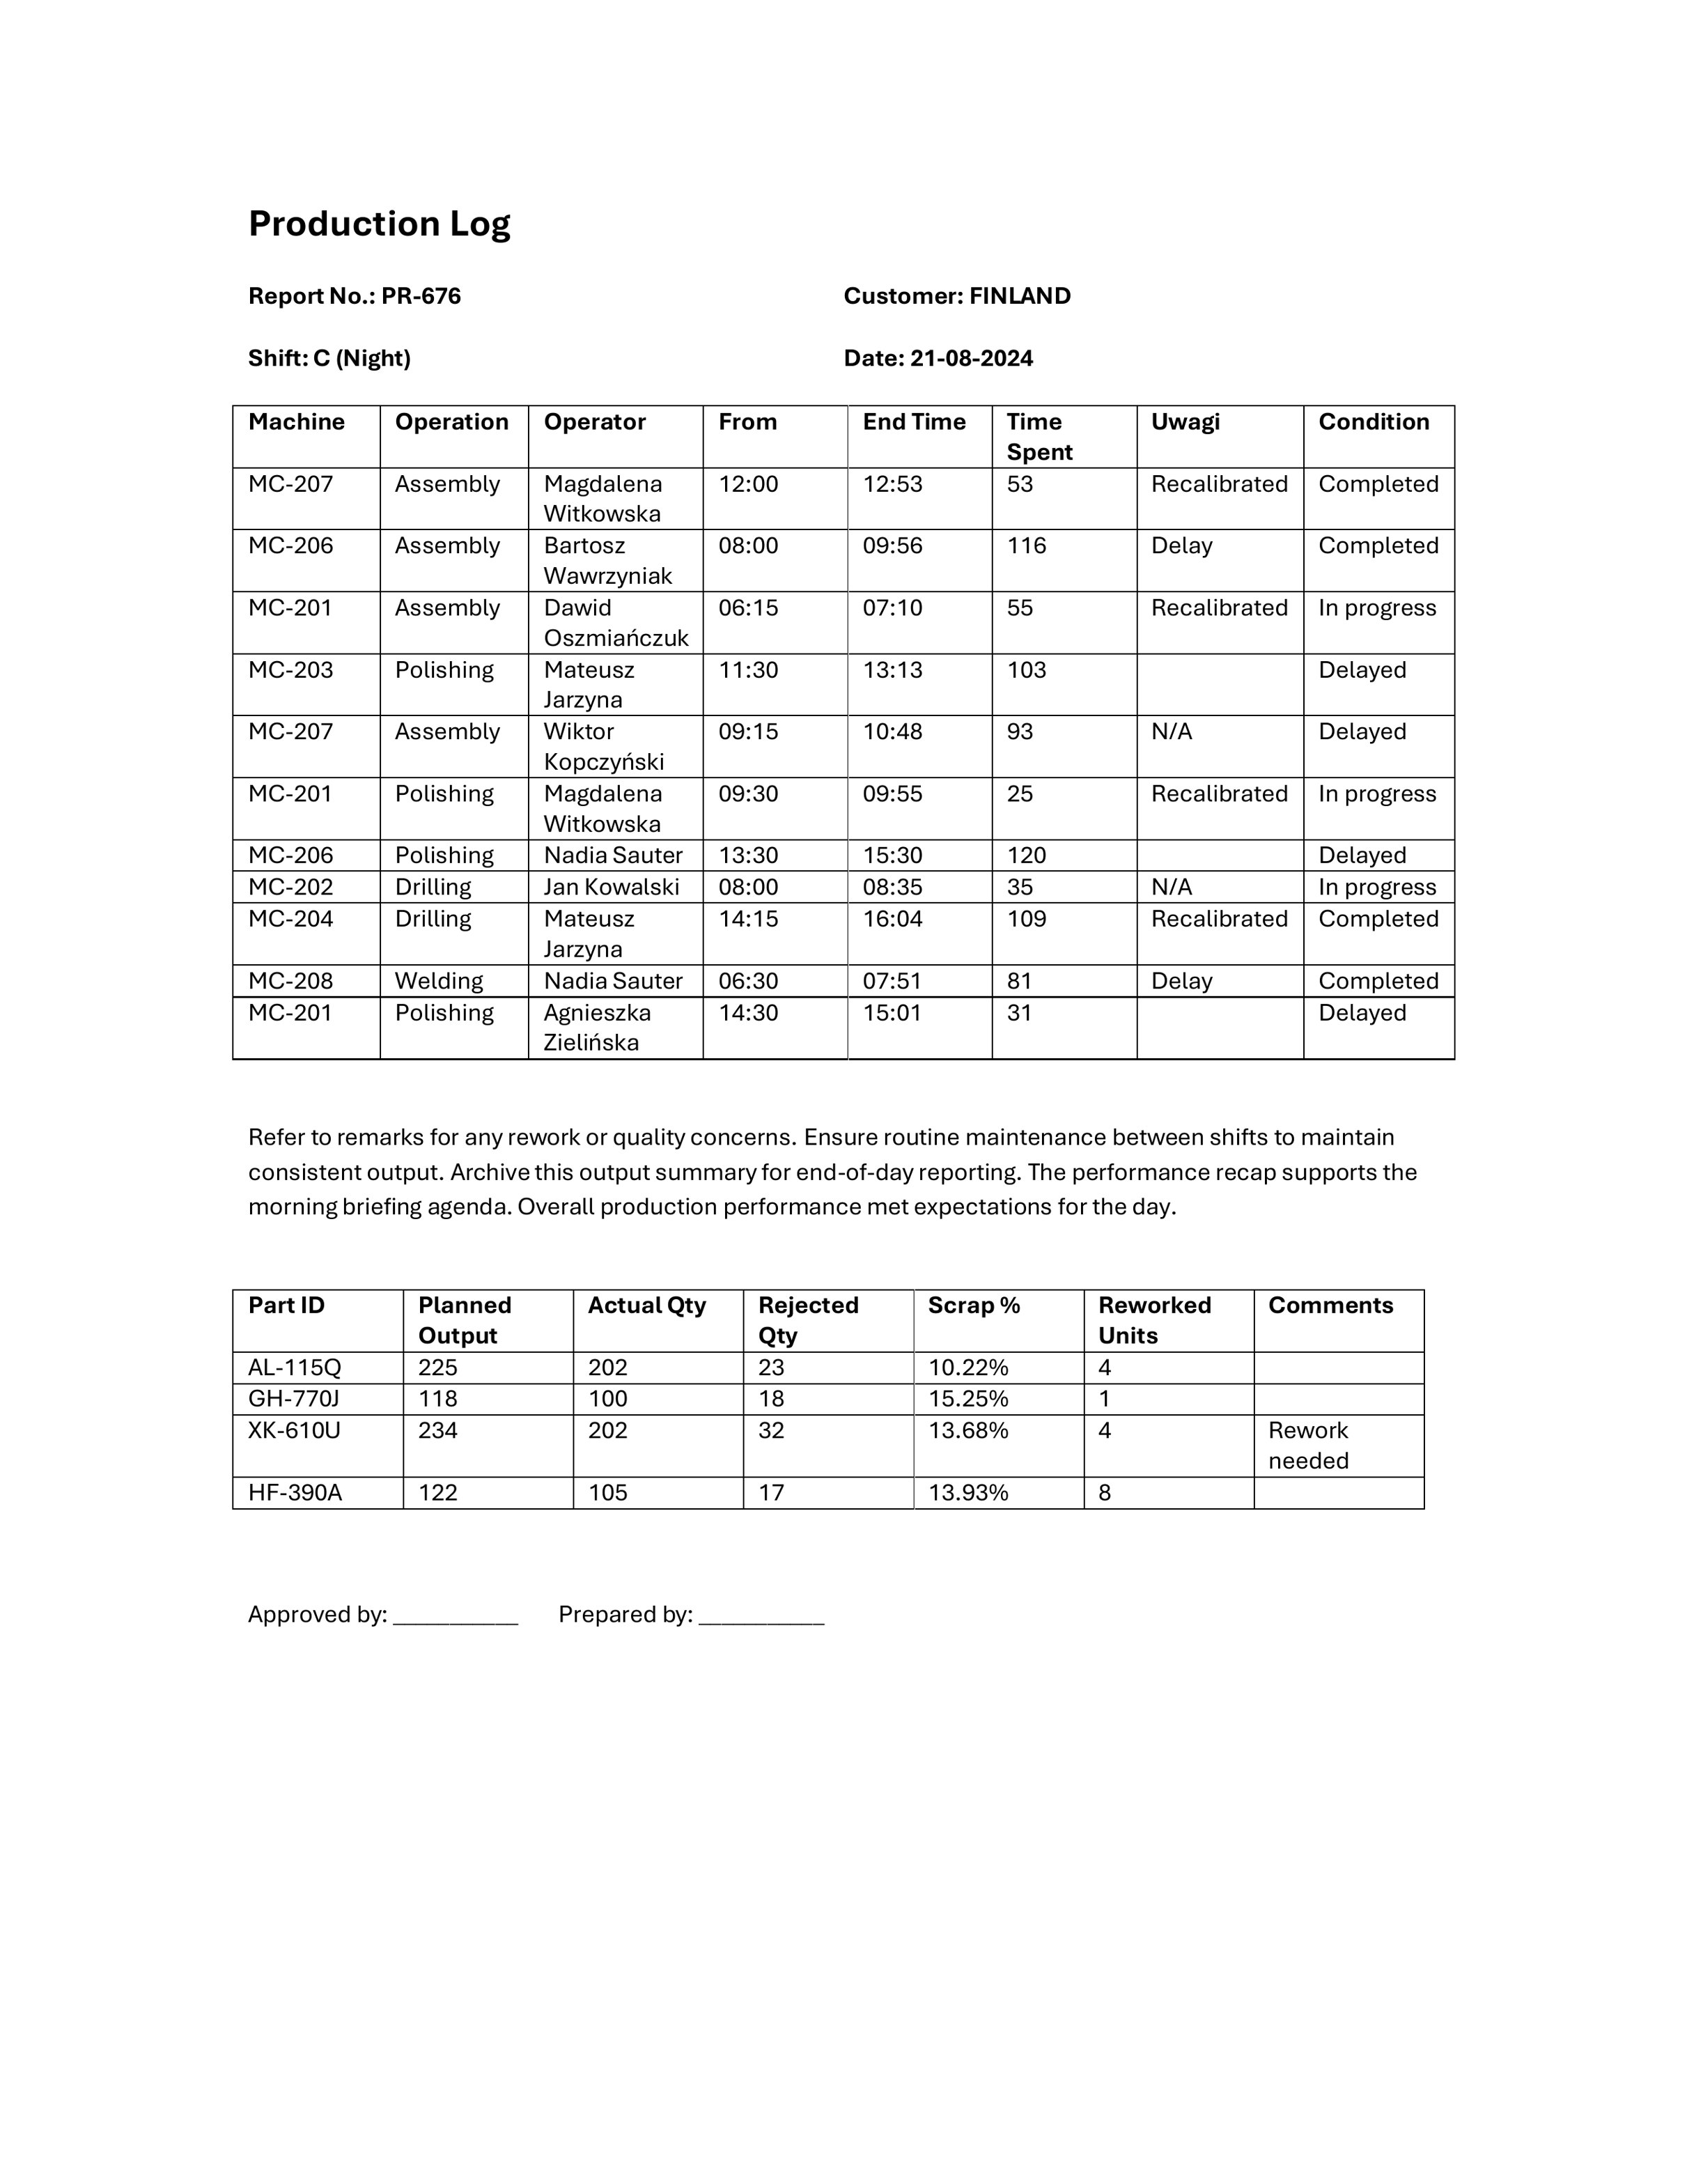 Production Log
Report No.: PR-676 Customer: FINLAND
Shift: C (Night) Date: 21-08-2024
Machine Operation Operator From End Time Time Spent Uwagi Condition
MC-207 Assembly Magdalena Witkowska 12:00 12:53 53 Recalibrated Completed
MC-206 Assembly Bartosz Wawrzyniak 08:00 09:56 116 Delay Completed
MC-201 Assembly Dawid Oszmiańczuk 06:15 07:10 55 Recalibrated In progress
MC-203 Polishing Mateusz Jarzyna 11:30 13:13 103 Delayed
MC-207 Assembly Wiktor Kopczyński 09:15 10:48 93 N/A Delayed
MC-201 Polishing Magdalena Witkowska 09:30 09:55 25 Recalibrated In progress
MC-206 Polishing Nadia Sauter 13:30 15:30 120 Delayed
MC-202 Drilling Jan Kowalski 08:00 08:35 35 N/A In progress
MC-204 Drilling Mateusz Jarzyna 14:15 16:04 109 Recalibrated Completed
MC-208 Welding Nadia Sauter 06:30 07:51 81 Delay Completed
MC-201 Polishing Agnieszka Zielińska 14:30 15:01 31 Delayed
Refer to remarks for any rework or quality concerns. Ensure routine maintenance between shifts to maintain
consistent output. Archive this output summary for end-of-day reporting. The performance recap supports the
morning briefing agenda. Overall production performance met expectations for the day.
Part ID Planned Output Actual Qty Rejected Qty Scrap % Reworked Units Comments
AL-115Q 225 202 23 10.22% 4
GH-770J 118 100 18 15.25% 1
XK-610U 234 202 32 13.68% 4 Rework needed
HF-390A 122 105 17 13.93% 8
Approved by: __________ Prepared by: __________